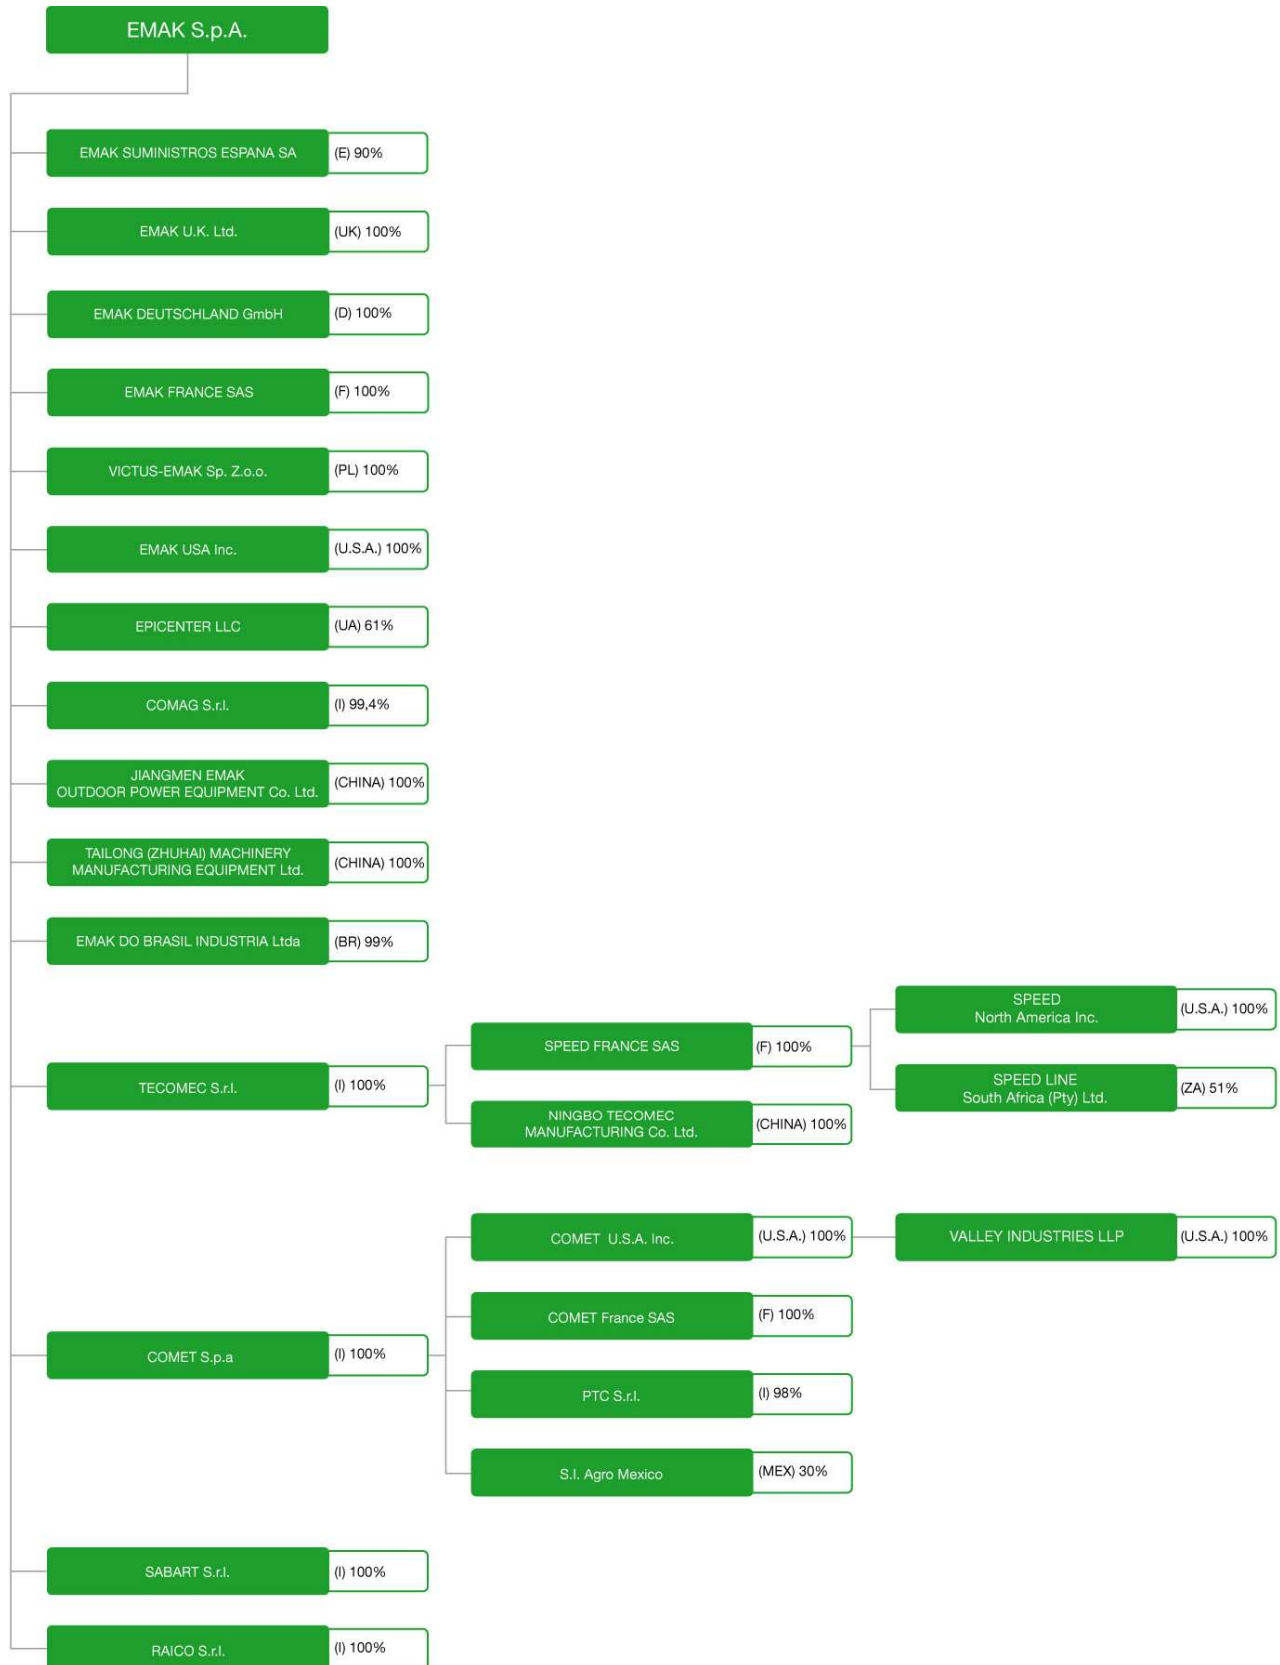 EMAK S.p.A.
EMAK SUMINISTROS ESPANA SA (E) 90%
EMAK U.K. Ltd. (UK) 100%
EMAK DEUTSCHLAND GmbH (D) 100%
EMAK FRANCE SAS (F) 100%
VICTUS-EMAK Sp. Z.o.o. (PL) 100%
EMAK USA Inc. (U.S.A.) 100%
EPICENTER LLC (UA) 61%
COMAG S.r.l. (I) 99,4%
JIANGMEN EMAK
OUTDOOR POWER EQUIPMENT Co. Ltd. (CHINA) 100%
TAILONG (ZHUHAI) MACHINERY
MANUFACTURING EQUIPMENT Ltd. (CHINA) 100%
EMAK DO BRASIL INDUSTRIA Ltda (BR) 99%
TECOMEC S.r.l. (I) 100%
SPEED FRANCE SAS (F) 100%
SPEED
North America Inc. (U.S.A.) 100%
SPEED LINE
South Africa (Pty) Ltd. (ZA) 51%
NINGBO TECOMEC
MANUFACTURING Co. Ltd. (CHINA) 100%
COMET S.p.a (I) 100%
COMET U.S.A. Inc. (U.S.A.) 100%
VALLEY INDUSTRIES LLP (U.S.A.) 100%
COMET France SAS (F) 100%
PTC S.r.l. (I) 98%
S.I. Agro Mexico (MEX) 30%
SABART S.r.l. (I) 100%
RAICO S.r.l. (I) 100%